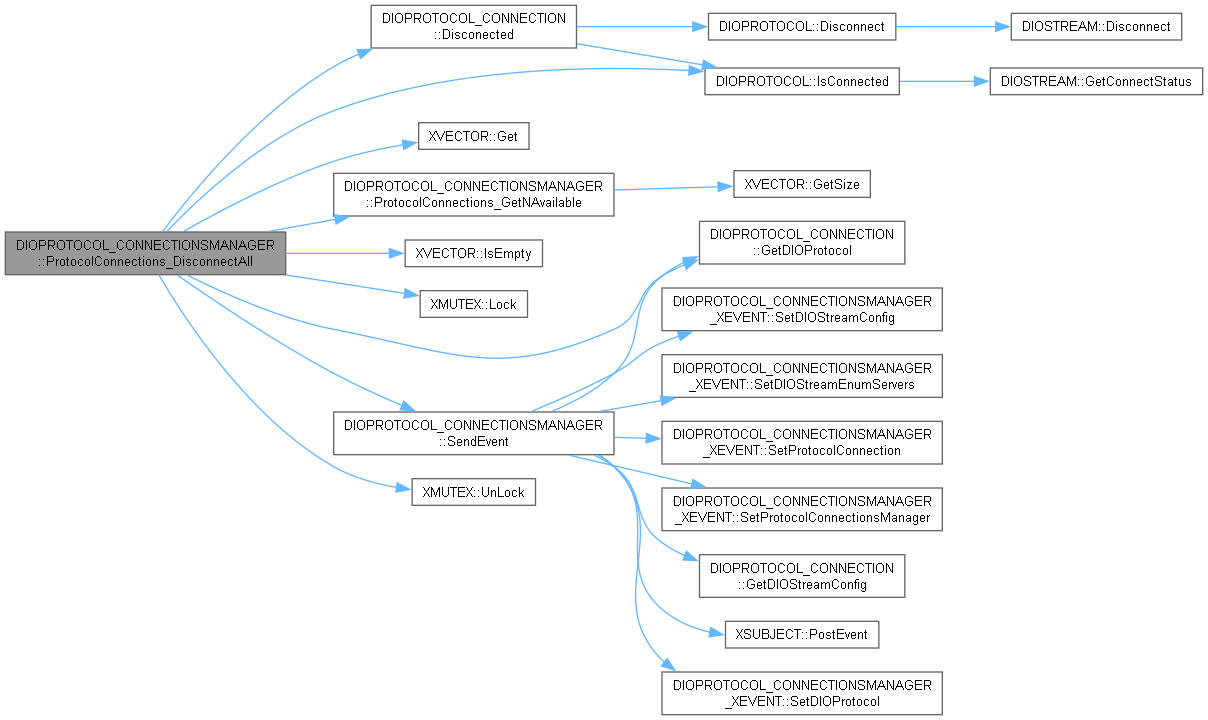 DIOPROTOCOL_CONNECTIONSMANAGER
::ProtocolConnections_DisconnectAll
DIOPROTOCOL_CONNECTION
::Disconected
DIOPROTOCOL::Disconnect
DIOSTREAM::Disconnect
DIOPROTOCOL::IsConnected
DIOSTREAM::GetConnectStatus
XVECTOR::Get
DIOPROTOCOL_CONNECTIONSMANAGER
::ProtocolConnections_GetNAvailable
XVECTOR::GetSize
XVECTOR::IsEmpty
XMUTEX::Lock
DIOPROTOCOL_CONNECTION
::GetDIOProtocol
DIOPROTOCOL_CONNECTIONSMANAGER
::SendEvent
DIOPROTOCOL_CONNECTIONSMANAGER
_XEVENT::SetDIOStreamConfig
DIOPROTOCOL_CONNECTIONSMANAGER
_XEVENT::SetDIOStreamEnumServers
DIOPROTOCOL_CONNECTIONSMANAGER
_XEVENT::SetProtocolConnection
DIOPROTOCOL_CONNECTIONSMANAGER
_XEVENT::SetProtocolConnectionsManager
DIOPROTOCOL_CONNECTION
::GetDIOStreamConfig
XSUBJECT::PostEvent
DIOPROTOCOL_CONNECTIONSMANAGER
_XEVENT::SetDIOProtocol
XMUTEX::UnLock